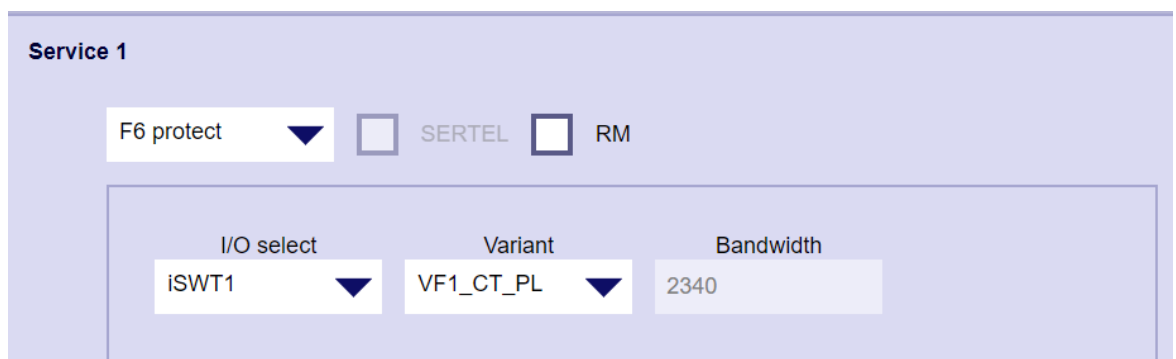 Service 1
F6 protect SERTEL RM
I/O select Variant Bandwidth
iSWT1 VF1_CT_PL 2340